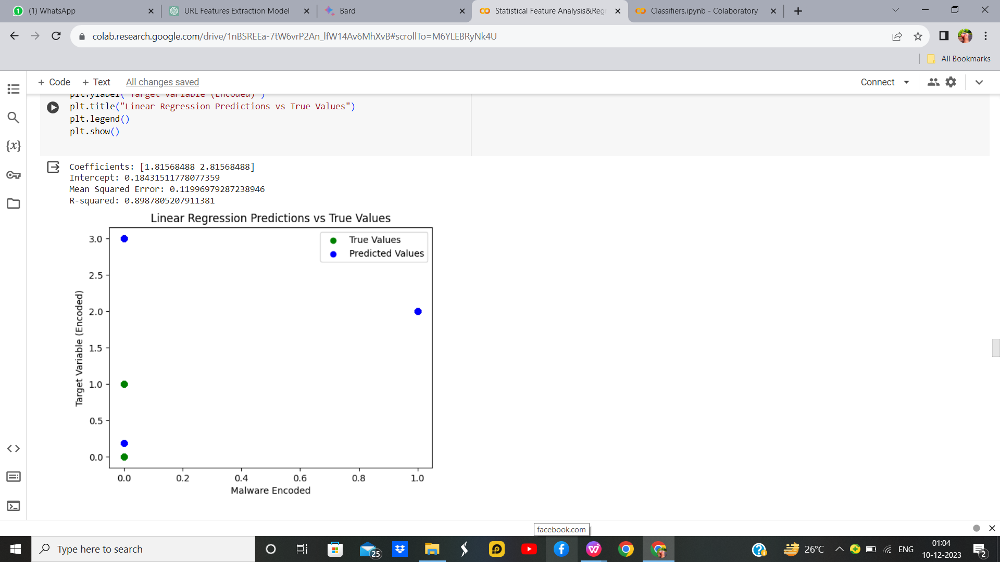 (1) WhatsApp
URL Features Extraction Model
Bard
Statistical Feature Analysis&Regr
Classifiers.ipynb - Colaboratory
colab.research.google.com/drive/1nBSREEa-7tW6vrP2An_lfW14Av6MhXvB#scrollTo=M6YLEBRyNk4U
All Bookmarks
+ Code + Text All changes saved
Connect
plt.ylabel("Target Variable (Encoded)")
plt.title("Linear Regression Predictions vs True Values")
plt.legend()
plt.show()
{x}
Coefficients: [1.81568488 2.81568488]
Intercept: 0.18431511778077359
Mean Squared Error: 0.11996979287238946
R-squared: 0.8987805207911381
Linear Regression Predictions vs True Values
True Values
Predicted Values
3.0
2.5
2.0
1.5
1.0
0.5
0.0
Target Variable (Encoded)
0.0 0.2 0.4 0.6 0.8 1.0
Malware Encoded
facebook.com
Type here to search
25
26°C
ENG
01:04
10-12-2023
2